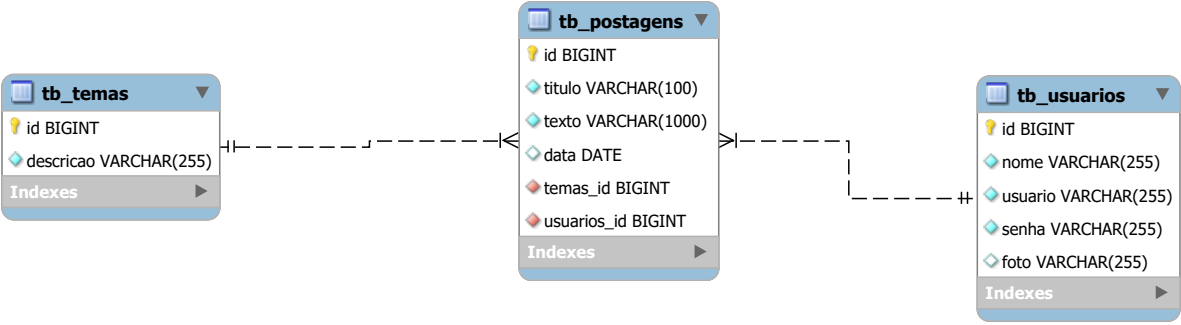 tb_temas
id BIGINT
descricao VARCHAR(255)
Indexes
tb_postagens
id BIGINT
titulo VARCHAR(100)
texto VARCHAR(1000)
data DATE
temas_id BIGINT
usuarios_id BIGINT
Indexes
tb_usuarios
id BIGINT
nome VARCHAR(255)
usuario VARCHAR(255)
senha VARCHAR(255)
foto VARCHAR(255)
Indexes